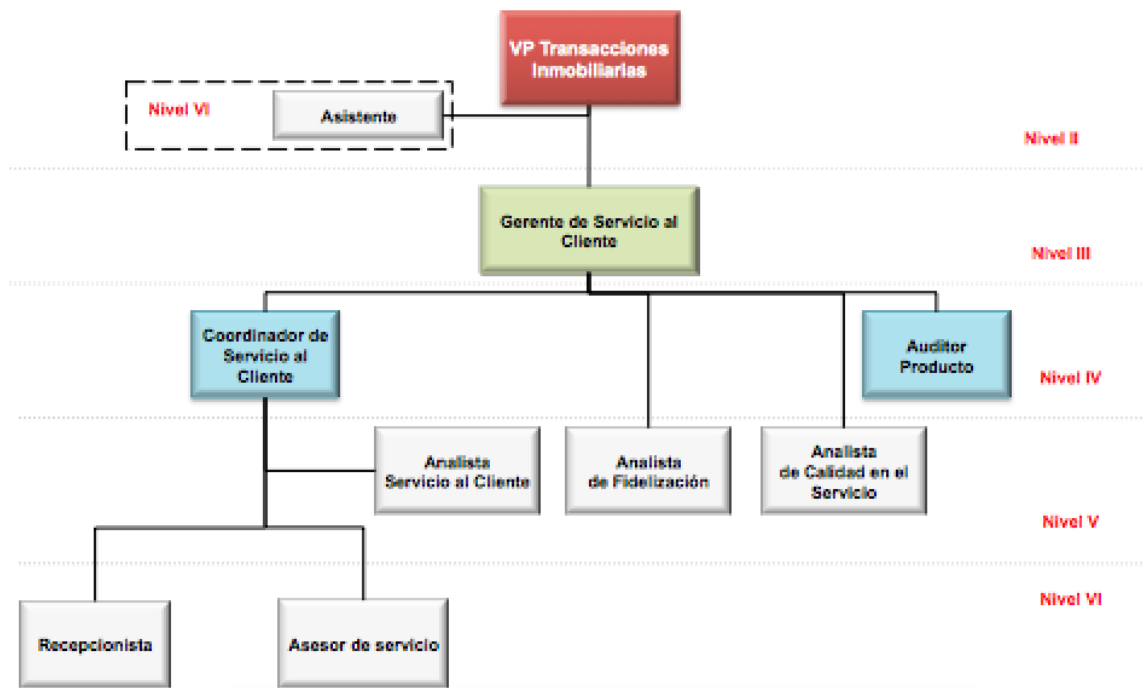 VP Transacciones
Inmobiliarias
Nivel VI
Asistente
Nivel II
Gerente de Servicio al
Cliente
Nivel III
Coordinador de
Servicio al
Cliente
Auditor
Producto
Nivel IV
Analista
Servicio al Cliente
Analista
de Fidelización
Analista
de Calidad en el
Servicio
Nivel V
Nivel VI
Recepcionista
Asesor de servicio